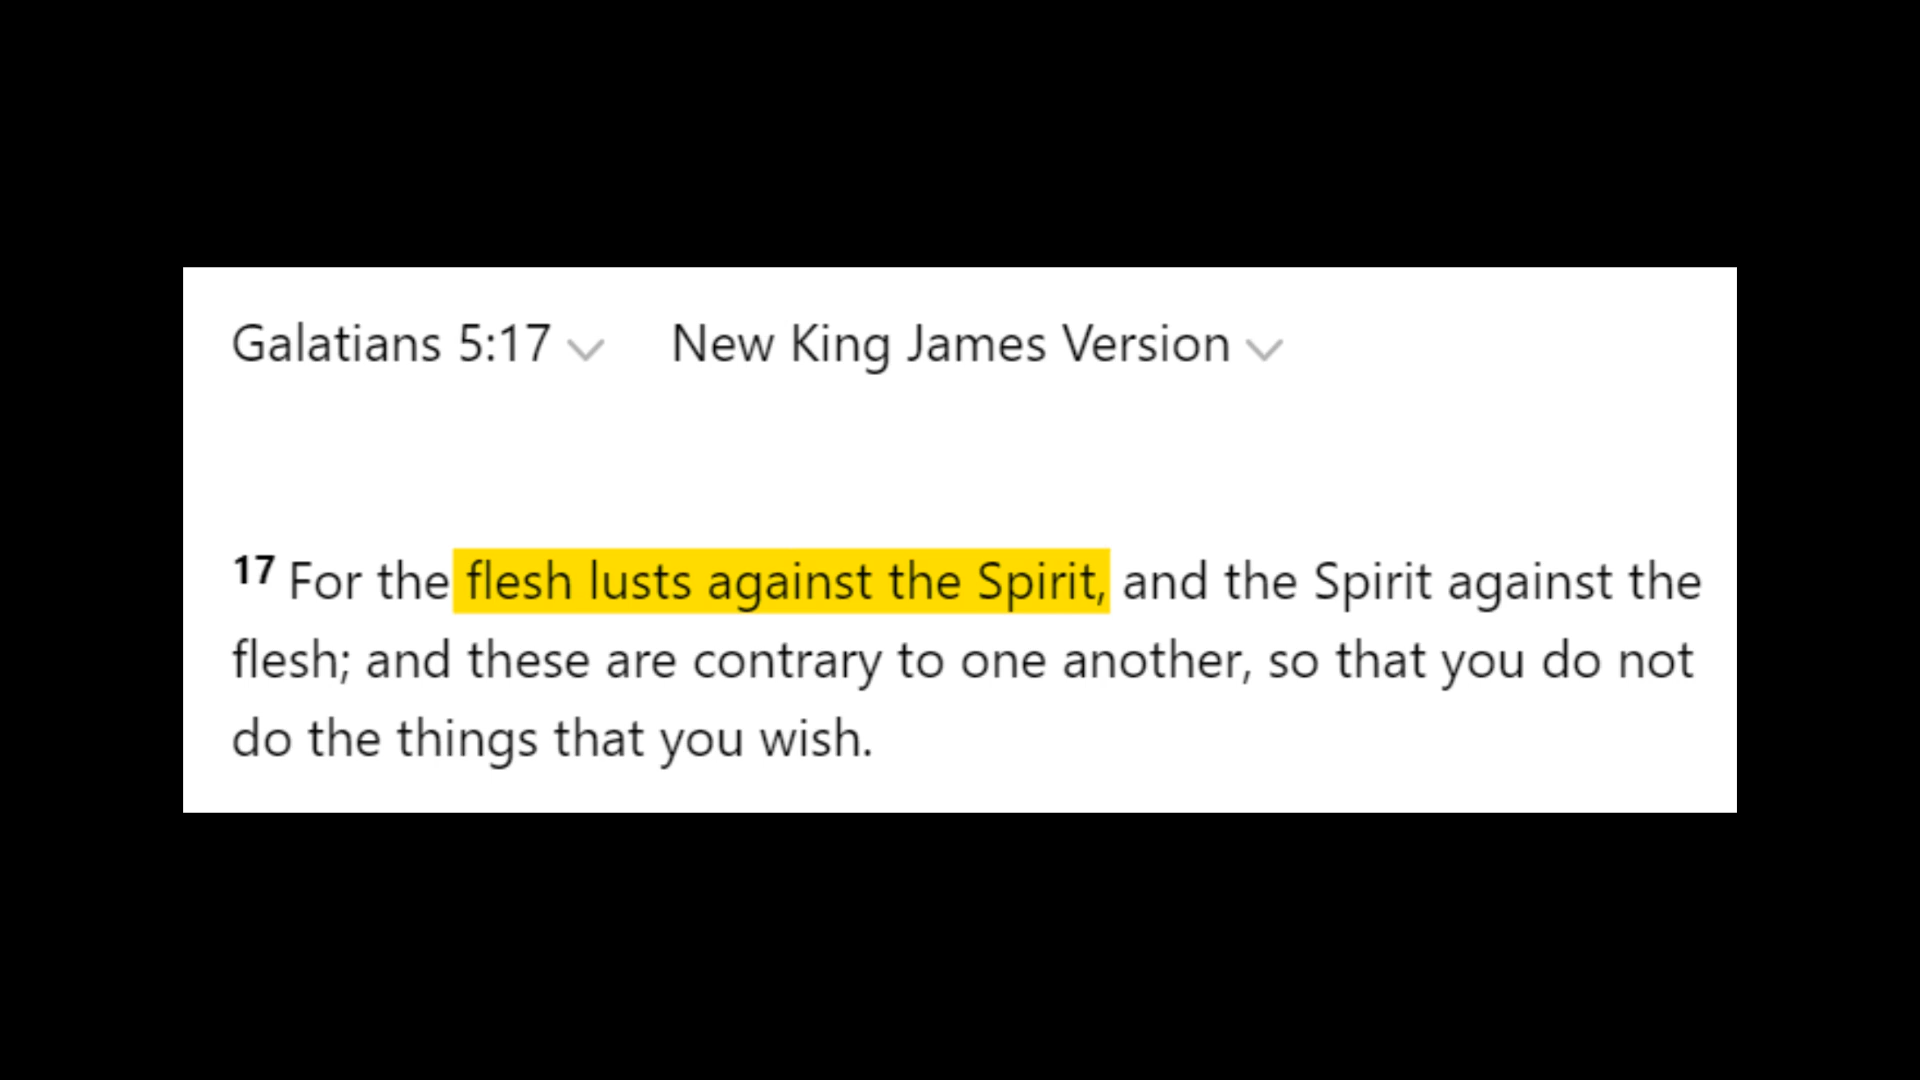 Galatians 5:17 New King James Version
17 For the flesh lusts against the Spirit, and the Spirit against the
flesh; and these are contrary to one another, so that you do not
do the things that you wish.